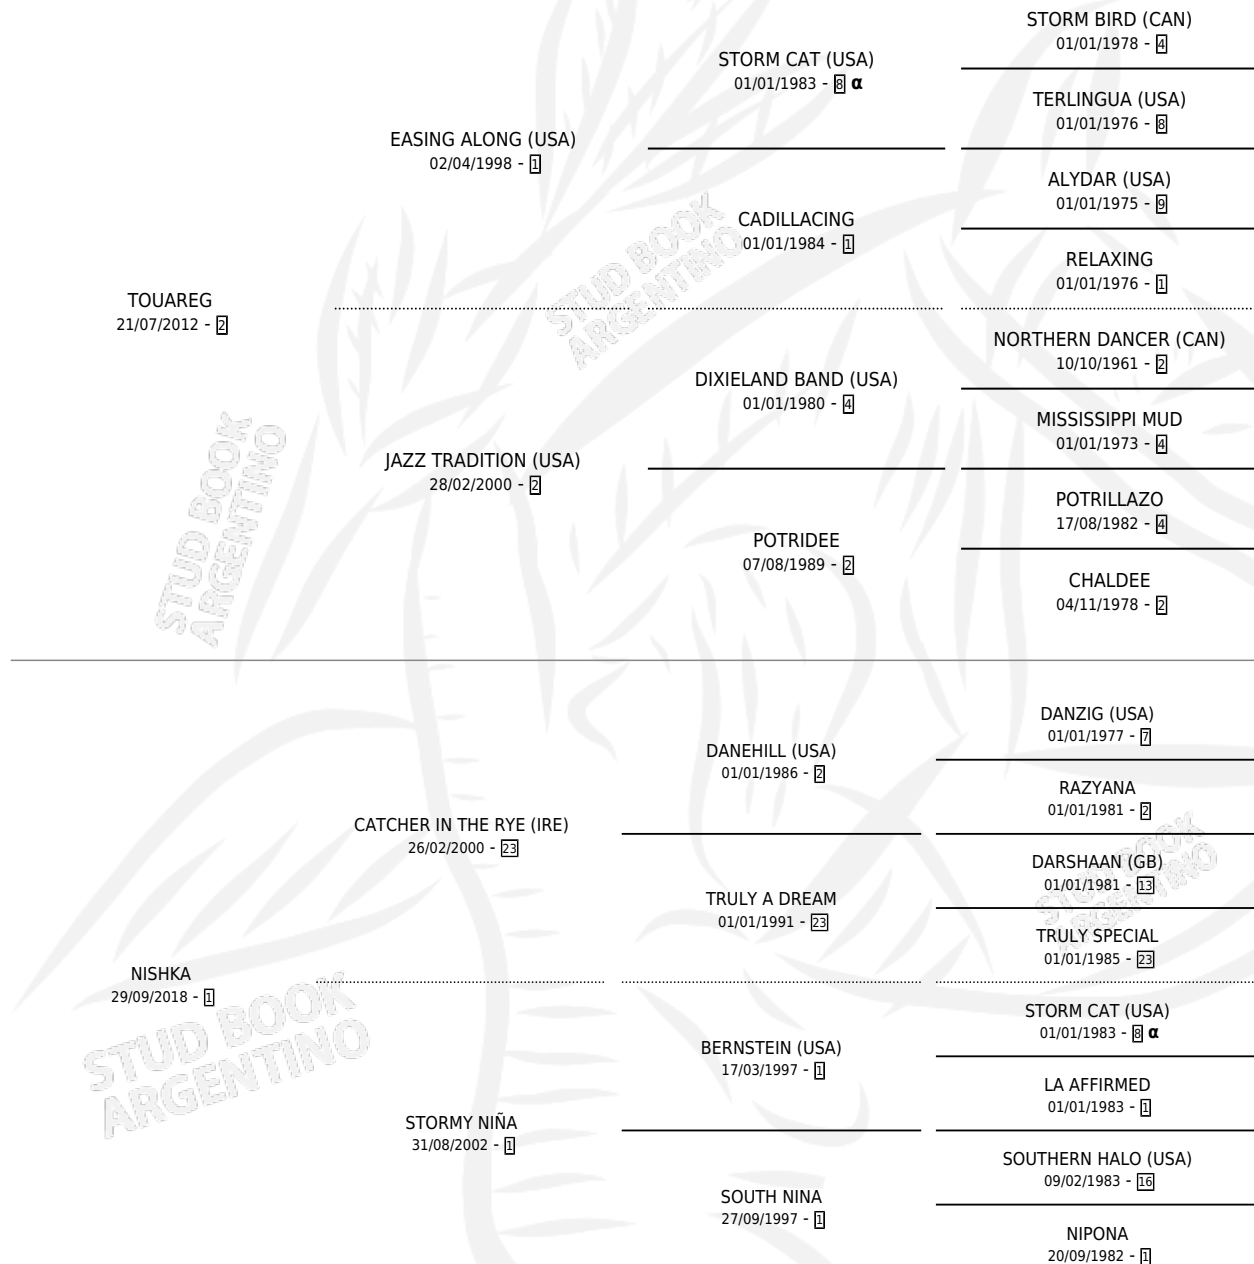 STORM BIRD (CAN)
01/01/1978 - 4
STORM CAT (USA)
01/01/1983 - 8 α
TERLINGUA (USA)
01/01/1976 - 8
EASING ALONG (USA)
02/04/1998 - 1
ALYDAR (USA)
01/01/1975 - 9
CADILLACING
01/01/1984 - 1
RELAXING
01/01/1976 - 1
TOUAREG
21/07/2012 - 2
NORTHERN DANCER (CAN)
10/10/1961 - 2
DIXIELAND BAND (USA)
01/01/1980 - 4
MISSISSIPPI MUD
01/01/1973 - 4
JAZZ TRADITION (USA)
28/02/2000 - 2
POTRILLAZO
17/08/1982 - 4
POTRIDEE
07/08/1989 - 2
CHALDEE
04/11/1978 - 2
DANZIG (USA)
01/01/1977 - 7
DANEHILL (USA)
01/01/1986 - 2
RAZYANA
01/01/1981 - 2
CATCHER IN THE RYE (IRE)
26/02/2000 - 23
DARSHAAN (GB)
01/01/1981 - 13
TRULY A DREAM
01/01/1991 - 23
TRULY SPECIAL
01/01/1985 - 23
NISHKA
29/09/2018 - 1
STORM CAT (USA)
01/01/1983 - 8 α
BERNSTEIN (USA)
17/03/1997 - 1
LA AFFIRMED
01/01/1983 - 1
STORMY NIÑA
31/08/2002 - 1
SOUTHERN HALO (USA)
09/02/1983 - 16
SOUTH NINA
27/09/1997 - 1
NIPONA
20/09/1982 - 1
STUD BOOK
ARGENTINO
STUD BOOK
ARGENTINO
STUD BOOK
ARGENTINO
STUD BOOK
ARGENTINO